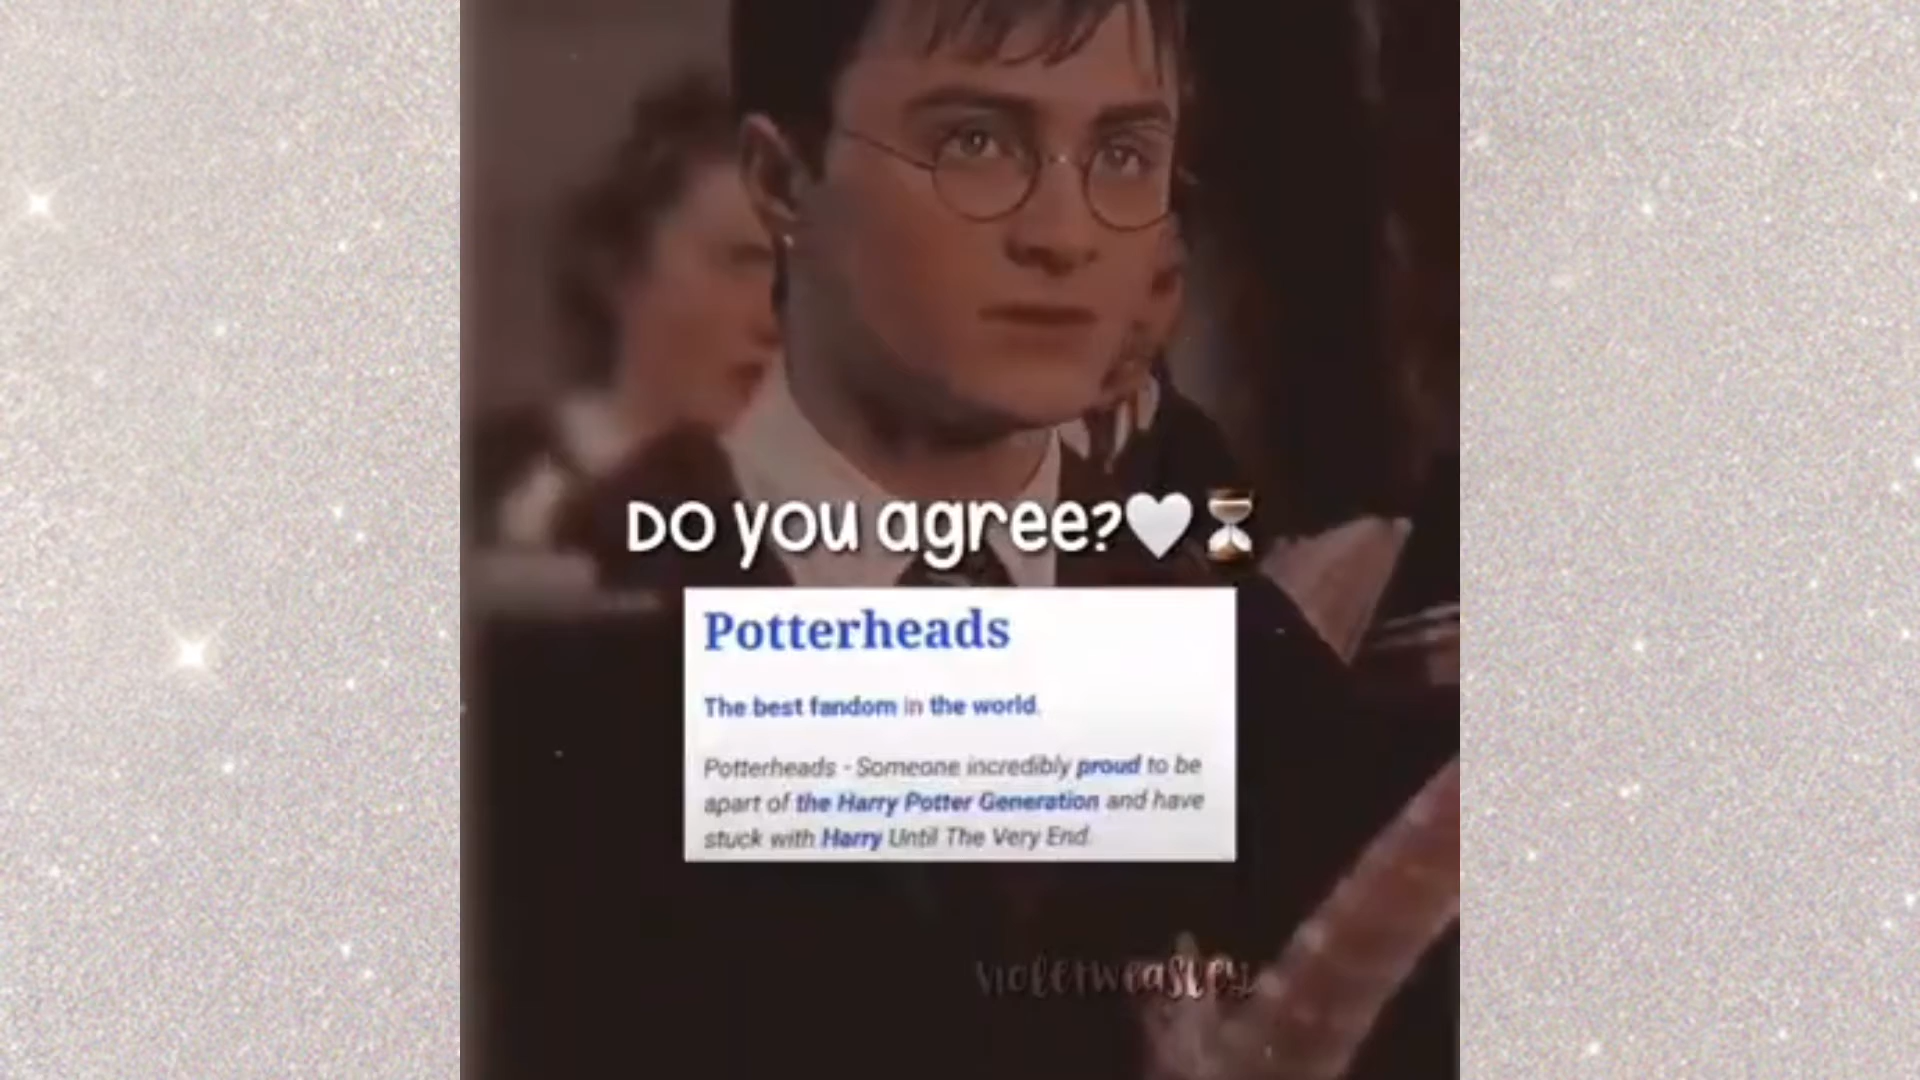 Do you agree?🤍⏳
Potterheads
The best fandom in the world.
Potterheads - Someone incredibly proud to be
apart of the Harry Potter Generation and have
stuck with Harry Until The Very End.
violetweasley